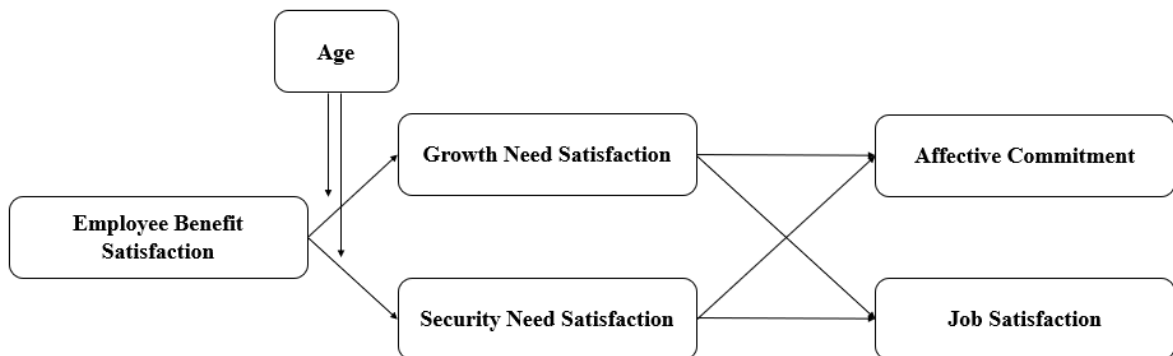 Age
Growth Need Satisfaction
Affective Commitment
Employee Benefit
Satisfaction
Security Need Satisfaction
Job Satisfaction